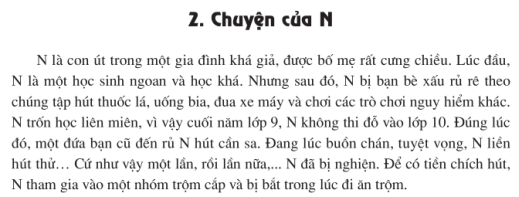 2. Chuyện của N
N là con út trong một gia đình khá giả, được bố mẹ rất cưng chiều. Lúc đầu,
N là một học sinh ngoan và học khá. Nhưng sau đó, N bị bạn bè xấu rủ rê theo
chúng tập hút thuốc lá, uống bia, đua xe máy và chơi các trò chơi nguy hiểm khác.
N trốn học liên miên, vì vậy cuối năm lớp 9, N không thi đỗ vào lớp 10. Đúng lúc
đó, một đứa bạn cũ đến rủ N hút cần sa. Đang lúc buồn chán, tuyệt vọng, N liền
hút thử... Cứ như vậy một lần, rồi lần nữa,... N đã bị nghiện. Để có tiền chích hút,
N tham gia vào một nhóm trộm cắp và bị bắt trong lúc đi ăn trộm.